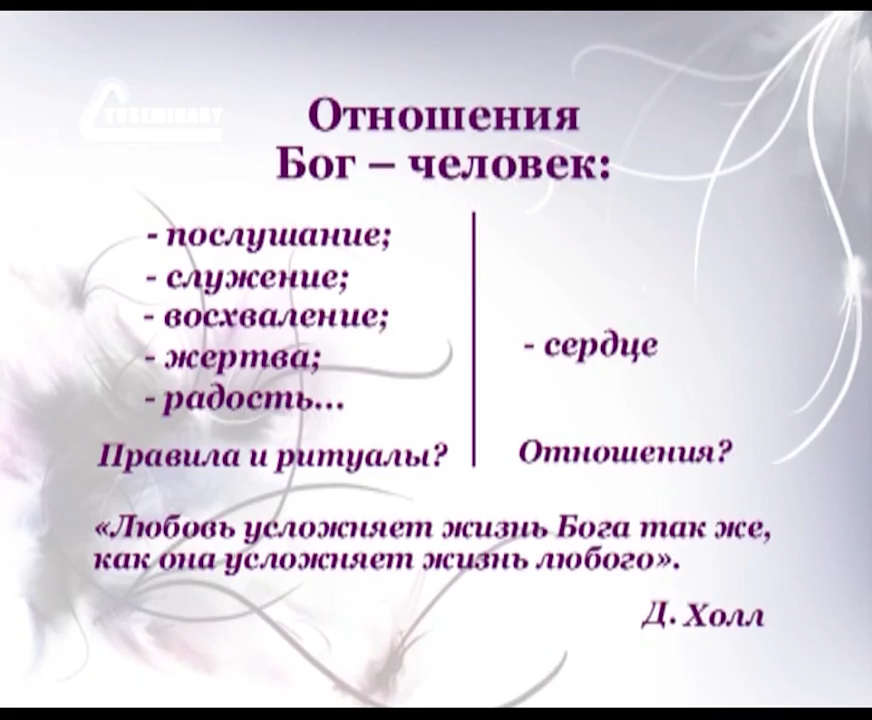 TVSEMINARY
Отношения
Бог – человек:
- послушание;
- служение;
- восхваление;
- жертва;
- радость...
Правила и ритуалы?
- сердце
Отношения?
«Любовь усложняет жизнь Бога так же,
как она усложняет жизнь любого».
Д. Холл